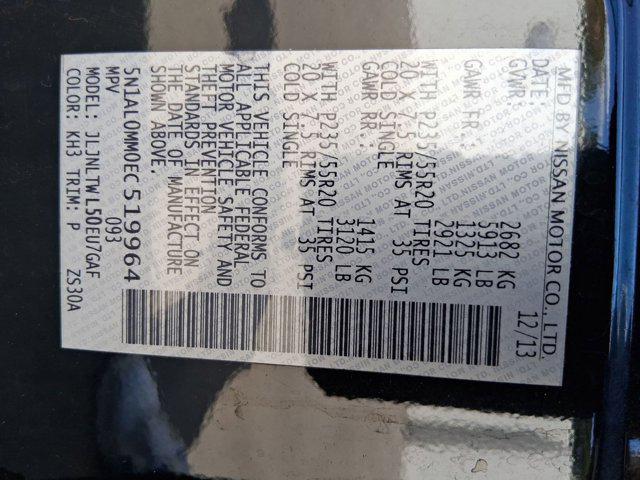 MFD BY NISSAN MOTOR CO., LTD.
DATE: 12/13
GVWR: 2682 KG
5913 LB
GAWR FR.: 1325 KG
2921 LB
WITH P235/55R20 TIRES
20 X 7.5 RIMS AT 35 PSI
COLD SINGLE
GAWR RR.: 1415 KG
3120 LB
WITH P235/55R20 TIRES
20 X 7.5 RIMS AT 35 PSI
COLD SINGLE
THIS VEHICLE CONFORMS TO
ALL APPLICABLE FEDERAL
MOTOR VEHICLE SAFETY AND
THEFT PREVENTION
STANDARDS IN EFFECT ON
THE DATE OF MANUFACTURE
SHOWN ABOVE.
5N1AL0MM0EC 519964
MPV 093
MODEL: JLJNLTW L50EU7GAF
COLOR: KH3 TRIM: P ZS30A